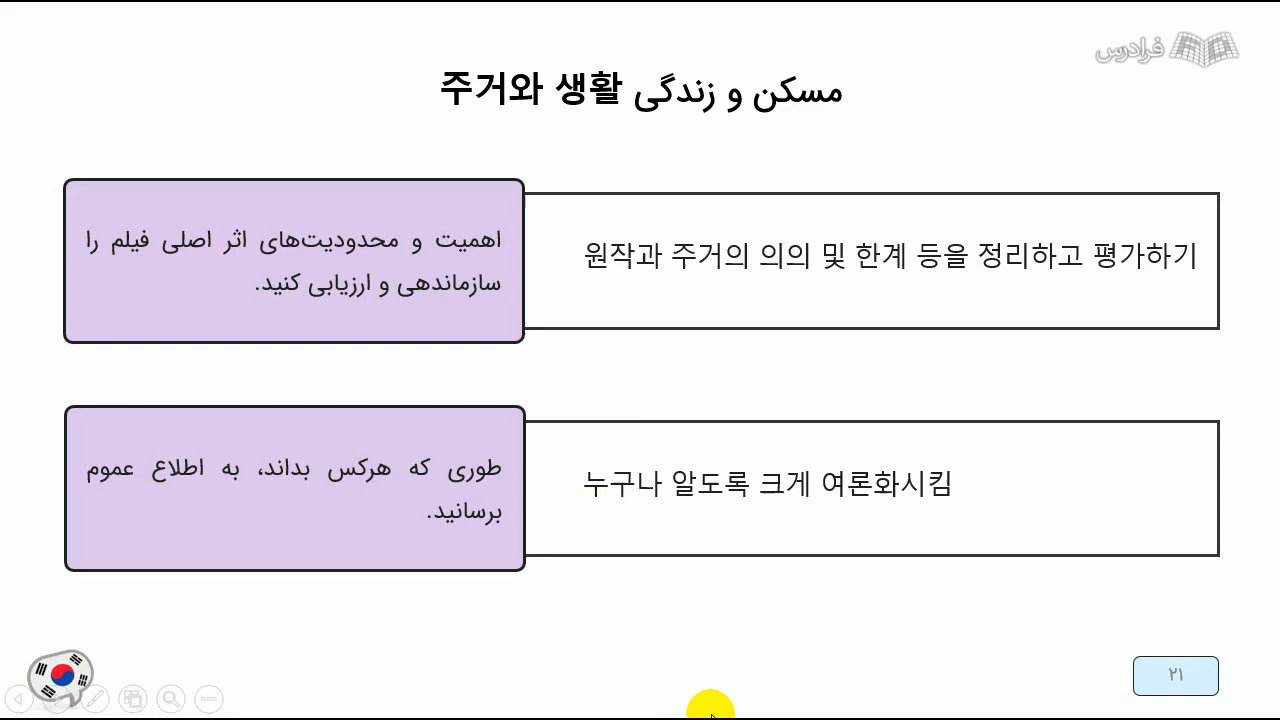 فرادرس
مسکن و زندگی 주거와 생활
원작과 주거의 의의 및 한계 등을 정리하고 평가하기
اهمیت و محدودیت‌های اثر اصلی فیلم را
سازماندهی و ارزیابی کنید.
누구나 알도록 크게 여론화시킴
طوری که هرکس بداند، به اطلاع عموم
برسانید.
۲۱